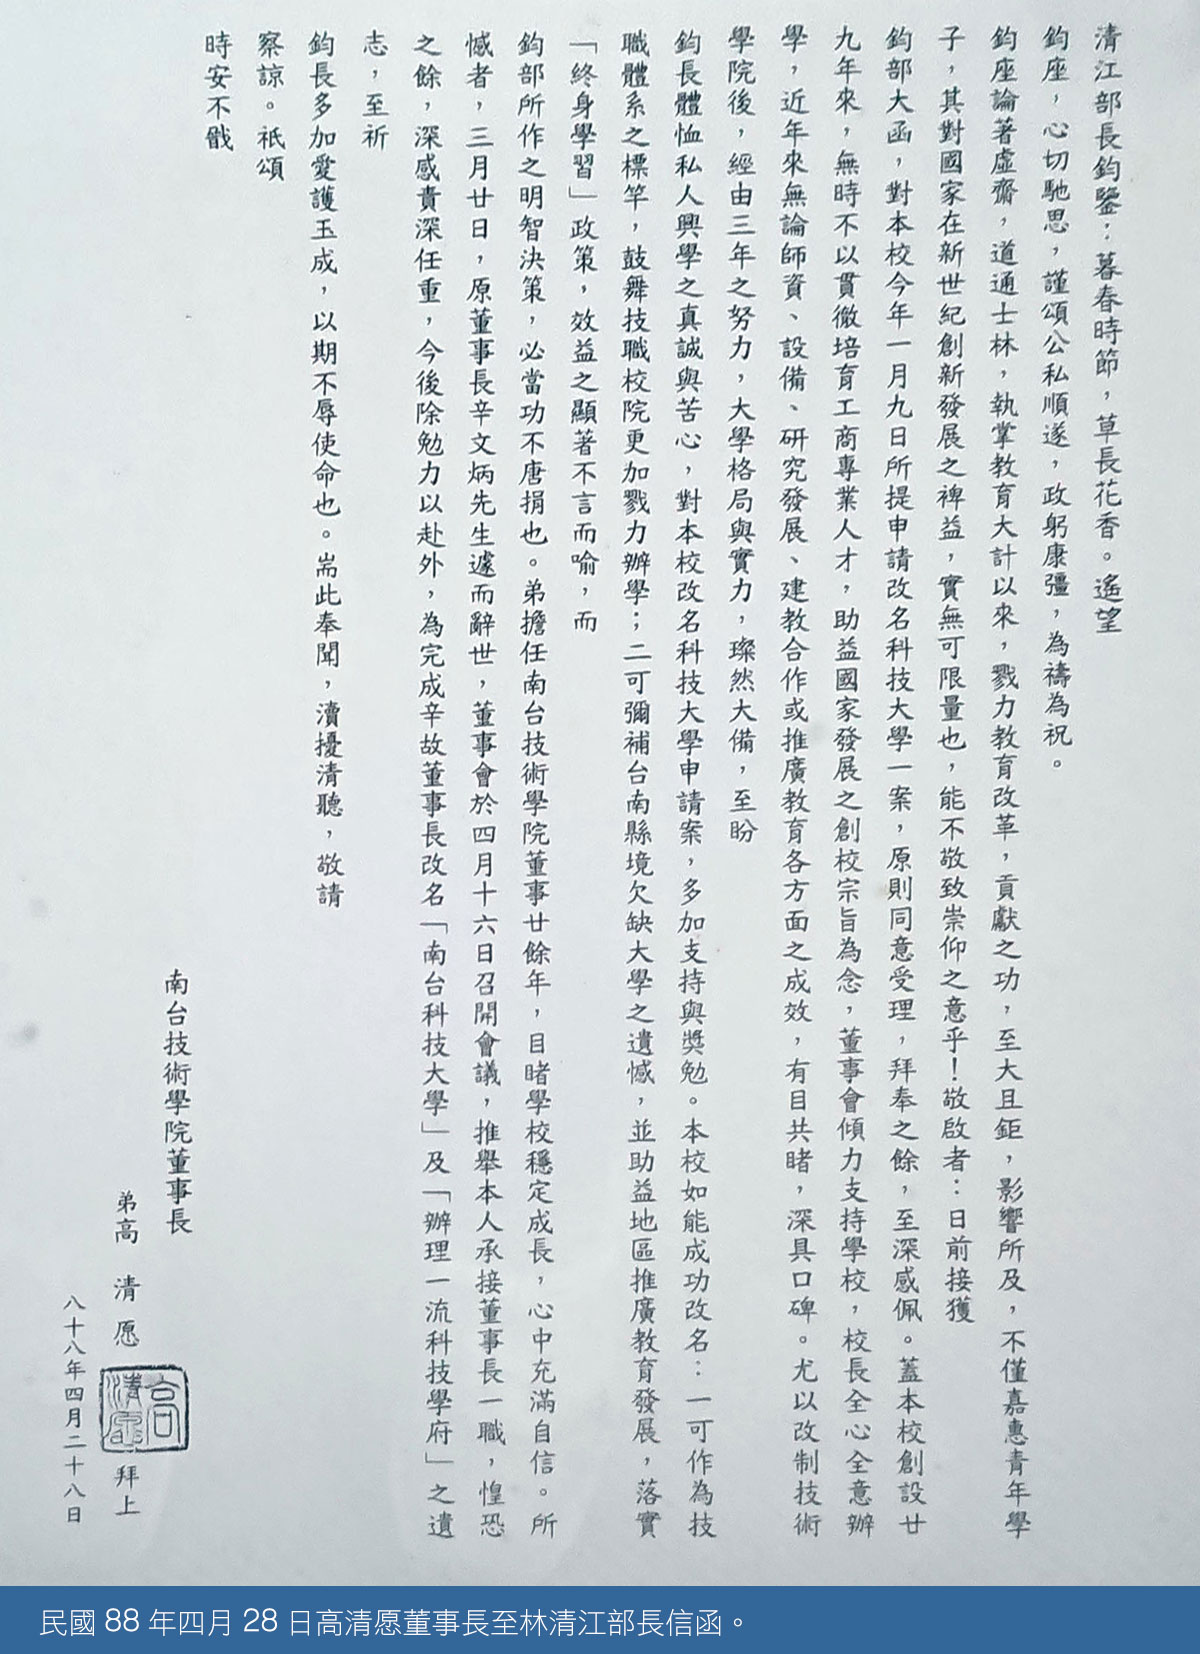 清江部長鈞鑒：暮春時節，草長花香。遙望
鈞座，心切馳思，謹頌公私順遂，政躬康彊，為禱為祝。
鈞座論著虛齋，道通士林，執掌教育大計以來，戮力教育改革，貢獻之功，至大且鉅，影響所及，不僅嘉惠青年學
子，其對國家在新世紀創新發展之裨益，實無可限量也，能不敬致崇仰之意乎！敬啟者：日前接獲
鈞部大函，對本校今年一月九日所提申請改名科技大學一案，原則同意受理，拜奉之餘，至深感佩。蓋本校創設廿
九年來，無時不以貫徹培育工商專業人才，助益國家發展之創校宗旨為念，董事會傾力支持學校，校長全心全意辦
學，近年來無論師資、設備、研究發展、建教合作或推廣教育各方面之成效，有目共睹，深具口碑。尤以改制技術
學院後，經由三年之努力，大學格局與實力，璨然大備，至盼
鈞長體恤私人興學之真誠與苦心，對本校改名科技大學申請案，多加支持與獎勉。本校如能成功改名：一可作為技
職體系之標竿，鼓舞技職校院更加戮力辦學；二可彌補台南縣境欠缺大學之遺憾，並助益地區推廣教育發展，落實
「終身學習」政策，效益之顯著不言而喻，而
鈞部所作之明智決策，必當功不唐捐也。弟擔任南台技術學院董事廿餘年，目睹學校穩定成長，心中充滿自信。所
憾者，三月廿日，原董事長辛文炳先生遽而辭世，董事會於四月十六日召開會議，推舉本人承接董事長一職，惶恐
之餘，深感責深任重，今後除勉力以赴外，為完成辛故董事長改名「南台科技大學」及「辦理一流科技學府」之遺
志，至祈
鈞長多加愛護玉成，以期不辱使命也。耑此奉聞，瀆擾清聽，敬請
察諒。祇頌
時安不戩
南台技術學院董事長
弟高清愿 高清愿 拜上
八十八年四月二十八日
民國 88 年四月 28 日高清愿董事長至林清江部長信函。